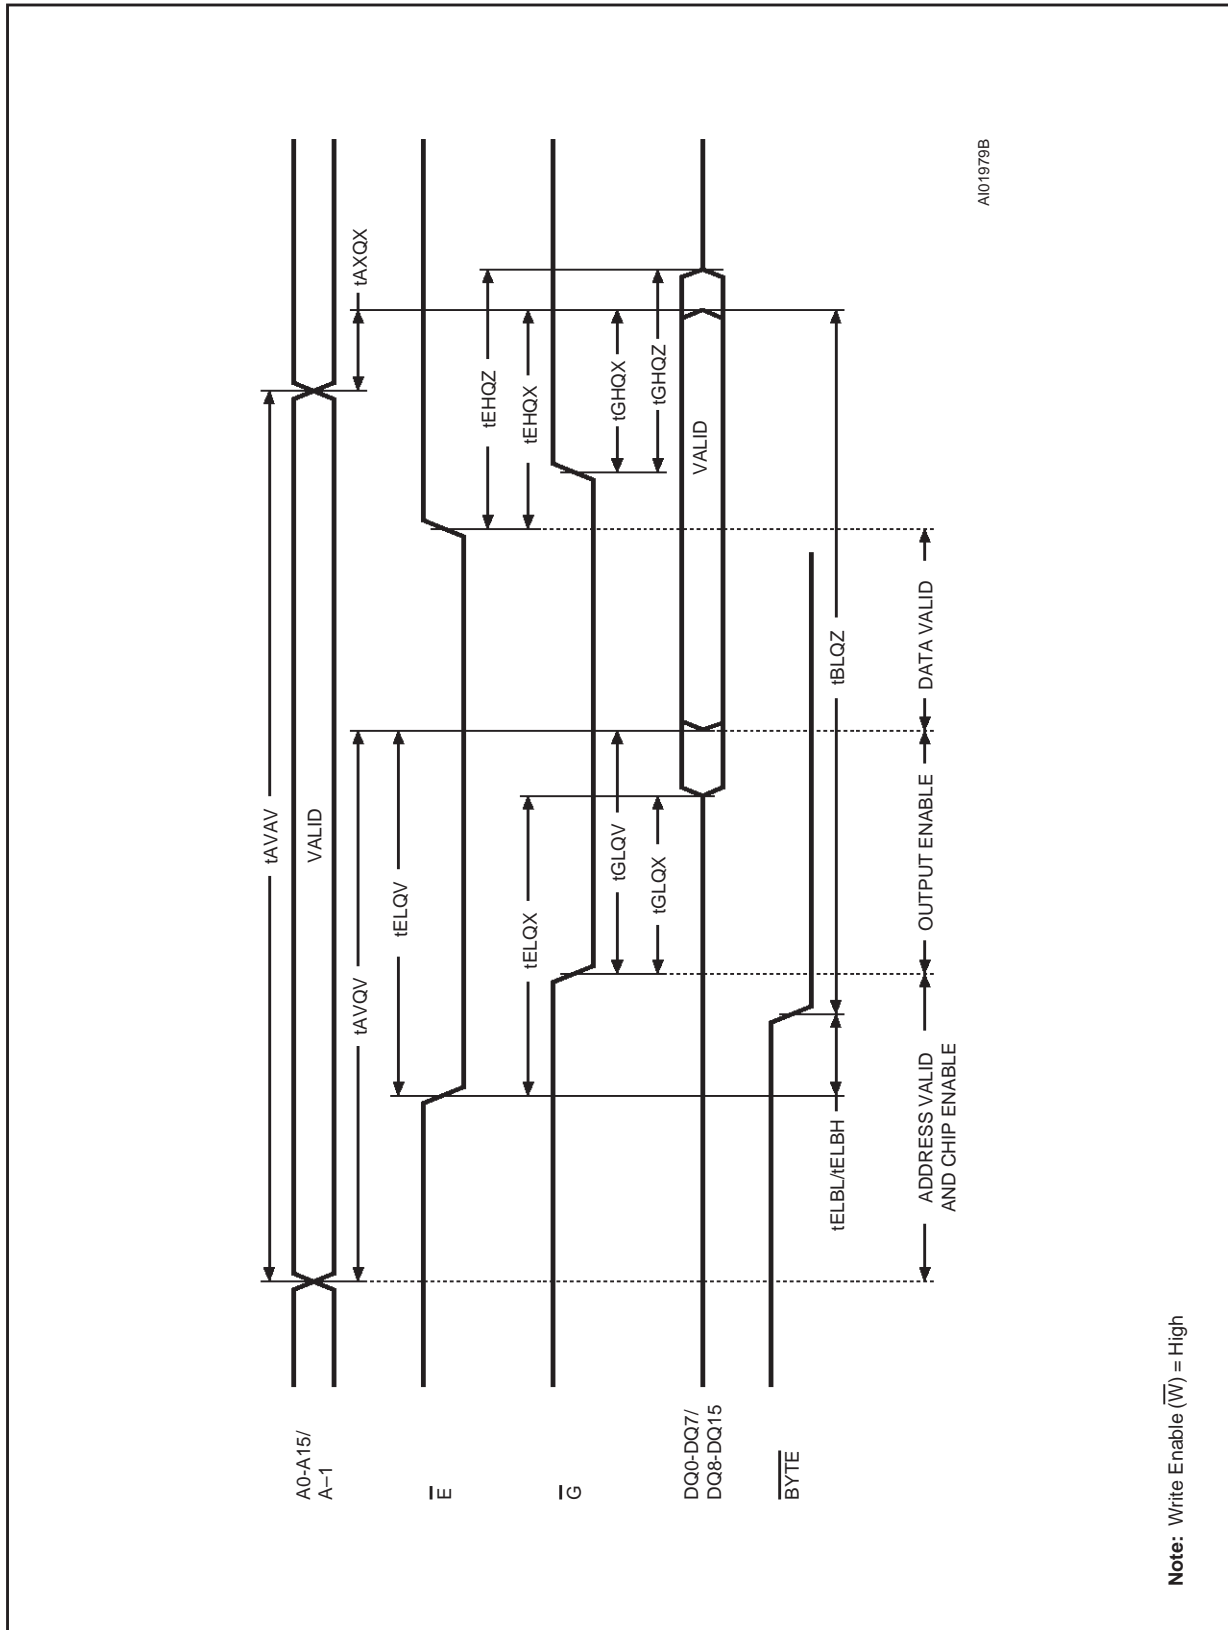 tAVAV
A0-A15/
A–1
VALID
tAVQV
tAXQX
tELQV
tEHQZ
E
tELQX
tEHQX
tGLQV
tGHQX
G
tGLQX
tGHQZ
DQ0-DQ7/
DQ8-DQ15
VALID
BYTE
tELBL/tELBH
tBLQZ
ADDRESS VALID
AND CHIP ENABLE
OUTPUT ENABLE
DATA VALID
AI01979B
Note: Write Enable (W) = High